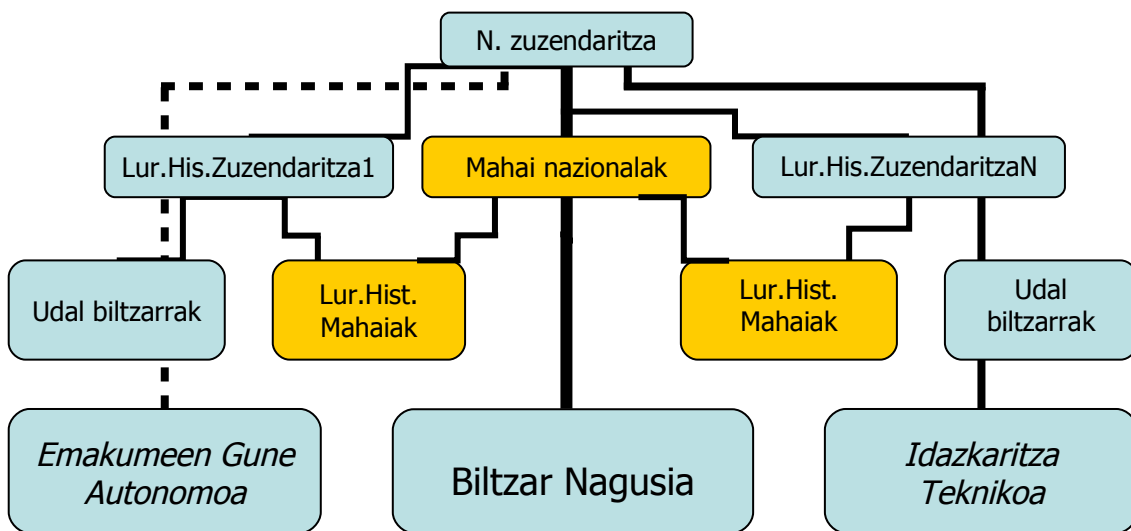 N. zuzendaritza
Lur.His.Zuzendaritza1
Mahai nazionalak
Lur.His.ZuzendaritzaN
Udal biltzarrak
Lur.Hist.
Mahaiak
Lur.Hist.
Mahaiak
Udal
biltzarrak
Emakumeen Gune
Autonomoa
Biltzar Nagusia
Idazkaritza
Teknikoa